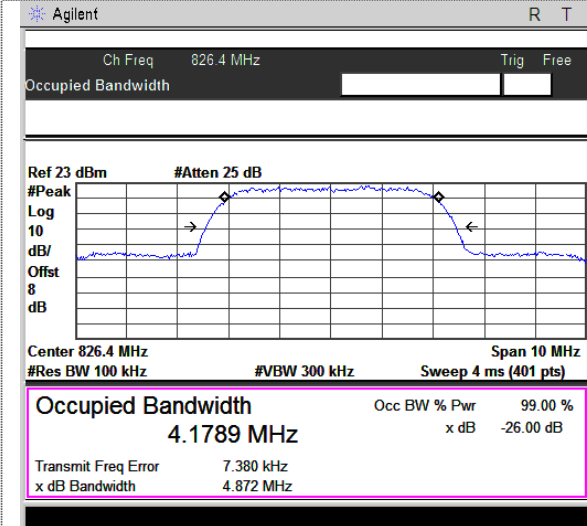 Agilent R T
Ch Freq 826.4 MHz Trig Free
Occupied Bandwidth
Ref 23 dBm #Atten 25 dB
#Peak
Log
10
dB/
Offst
8
dB
Center 826.4 MHz Span 10 MHz
#Res BW 100 kHz #VBW 300 kHz Sweep 4 ms (401 pts)
Occupied Bandwidth Occ BW % Pwr 99.00 %
4.1789 MHz x dB -26.00 dB
Transmit Freq Error 7.380 kHz
x dB Bandwidth 4.872 MHz